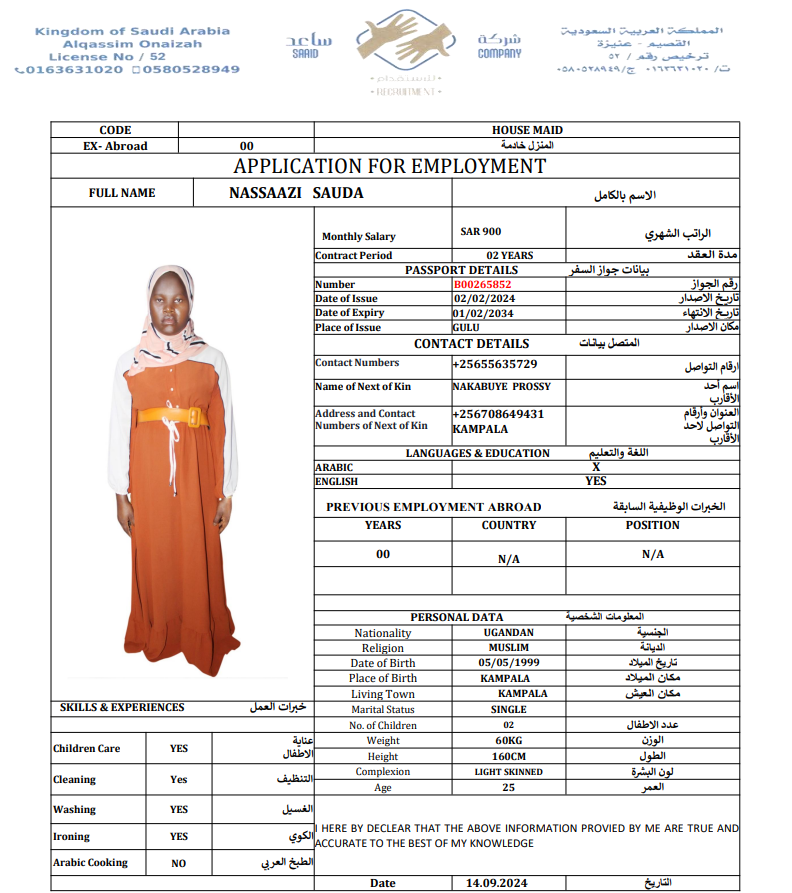 Kingdom of Saudi Arabia
Alqassim Onaizah
License No / 52
0163631020 0580528949
ساعد
SAAID
شركة
COMPANY
للاستقدام
RECRUITMENT
المملكة العربية السعودية
القصيم - عنيزة
ترخيص رقم / ٥٢
ت/ ٠١٦٣٦٣١٠٢٠ ج/ ٠٥٨٠٥٢٨٩٤٩
CODE HOUSE MAID
EX- Abroad 00 المنزل خادمة
APPLICATION FOR EMPLOYMENT
FULL NAME NASSAAZI SAUDA الاسم بالكامل
Monthly Salary SAR 900 الراتب الشهري
Contract Period 02 YEARS مدة العقد
PASSPORT DETAILS بيانات جواز السفر
Number B00265852 رقم الجواز
Date of Issue 02/02/2024 تاريخ الاصدار
Date of Expiry 01/02/2034 تاريخ الانتهاء
Place of Issue GULU مكان الاصدار
CONTACT DETAILS المتصل بيانات
Contact Numbers +25655635729 ارقام التواصل
Name of Next of Kin NAKABUYE PROSSY اسم أحد
الأقارب
Address and Contact +256708649431 العنوان وأرقام
Numbers of Next of Kin KAMPALA التواصل لاحد
الأقارب
LANGUAGES & EDUCATION اللغة والتعليم
ARABIC X
ENGLISH YES
PREVIOUS EMPLOYMENT ABROAD الخبرات الوظيفية السابقة
YEARS COUNTRY POSITION
00 N/A N/A
PERSONAL DATA المعلومات الشخصية
Nationality UGANDAN الجنسية
Religion MUSLIM الديانة
Date of Birth 05/05/1999 تاريخ الميلاد
Place of Birth KAMPALA مكان الميلاد
Living Town KAMPALA مكان العيش
Marital Status SINGLE
No. of Children 02 عدد الاطفال
Weight 60KG الوزن
Height 160CM الطول
Complexion LIGHT SKINNED لون البشرة
Age 25 العمر
SKILLS & EXPERIENCES خبرات العمل
Children Care YES عناية
الاطفال
Cleaning Yes التنظيف
Washing YES الغسيل
Ironing YES الكوي
Arabic Cooking NO الطبخ العربي
I HERE BY DECLEAR THAT THE ABOVE INFORMATION PROVIED BY ME ARE TRUE AND
ACCURATE TO THE BEST OF MY KNOWLEDGE
Date 14.09.2024 التاريخ